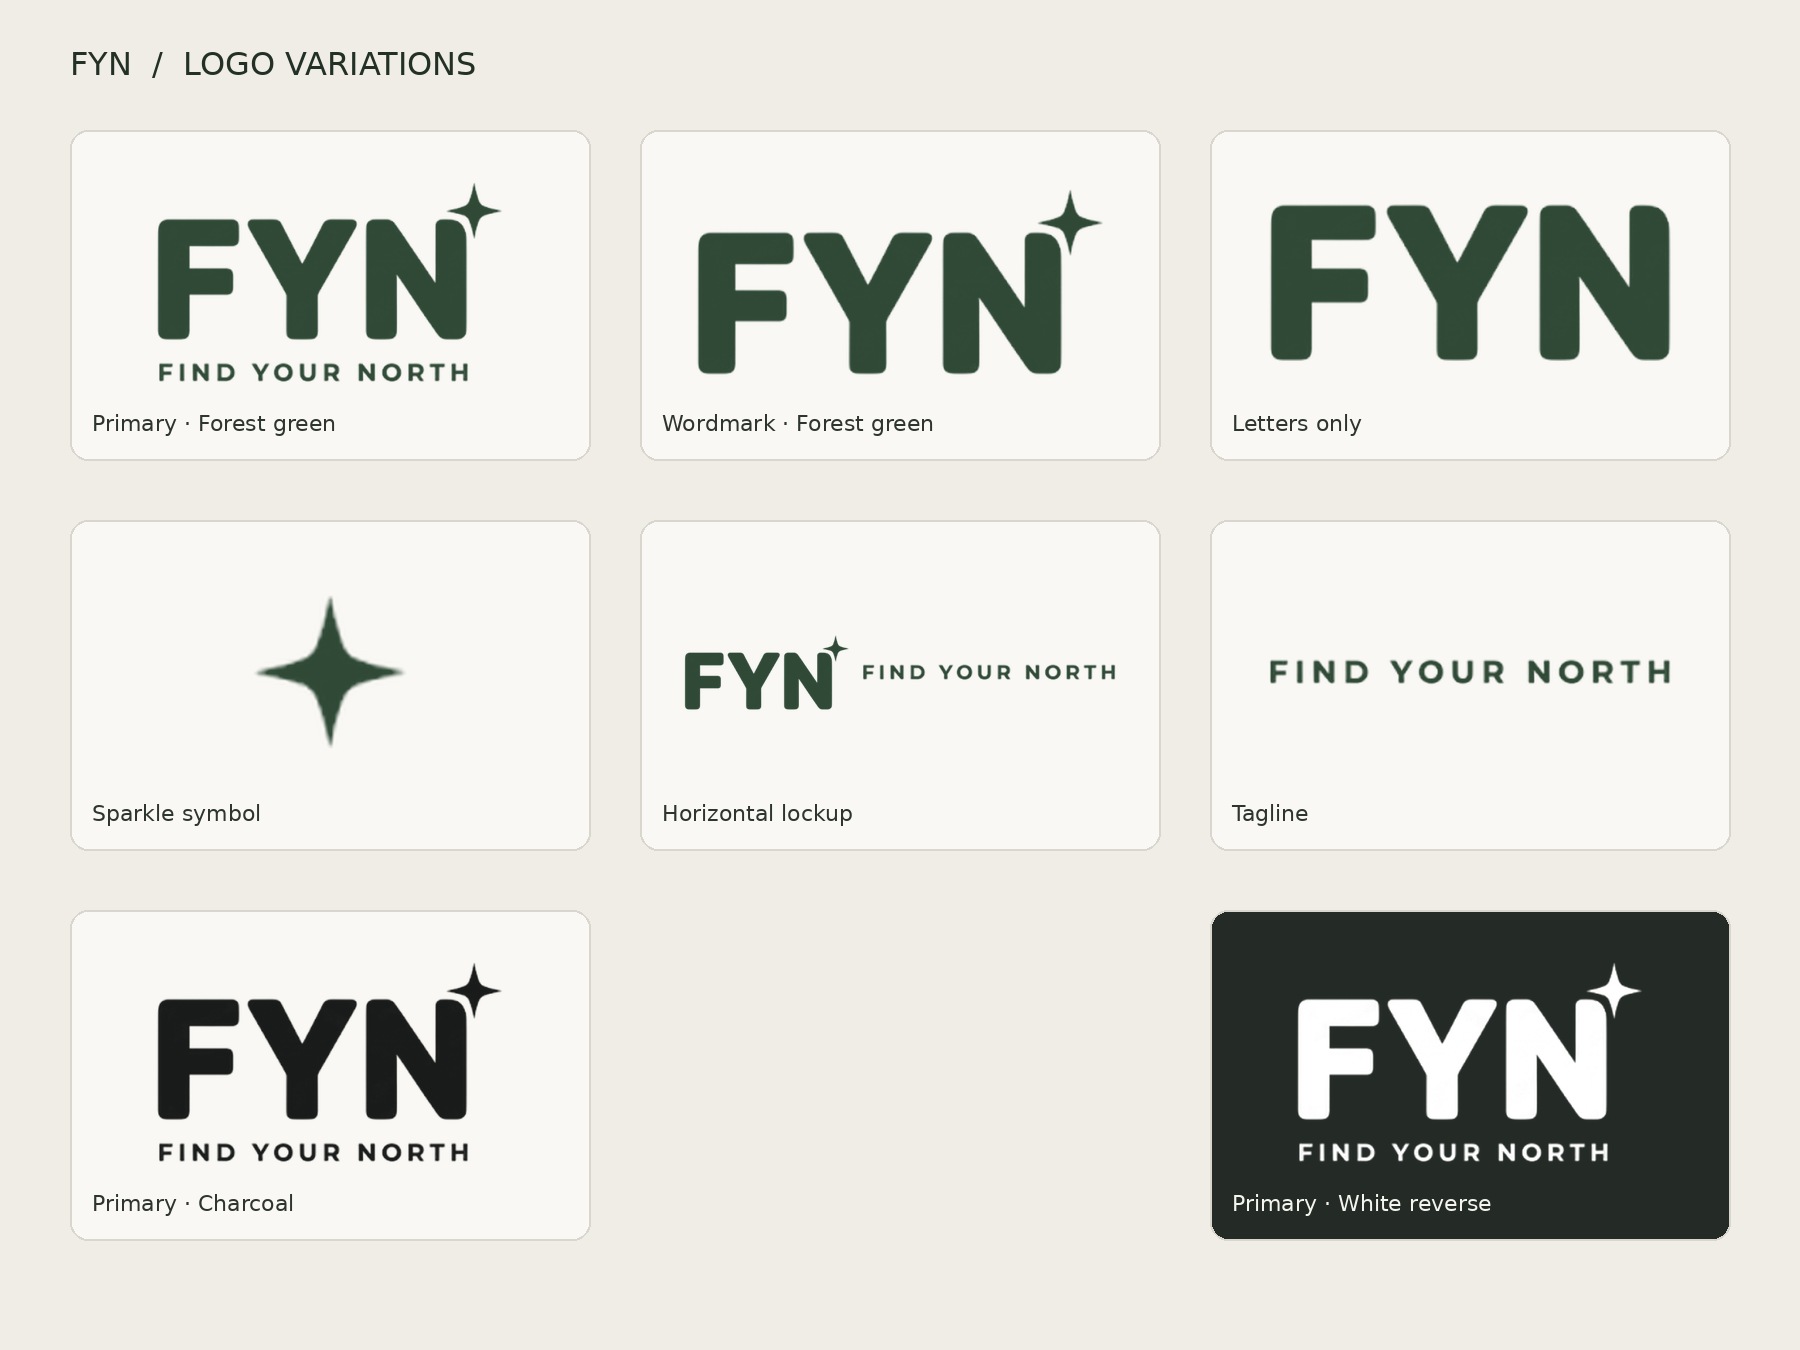 FYN / LOGO VARIATIONS
FYN
FIND YOUR NORTH
Primary · Forest green
FYN
Wordmark · Forest green
FYN
Letters only
Sparkle symbol
FYN FIND YOUR NORTH
Horizontal lockup
FIND YOUR NORTH
Tagline
FYN
FIND YOUR NORTH
Primary · Charcoal
FYN
FIND YOUR NORTH
Primary · White reverse